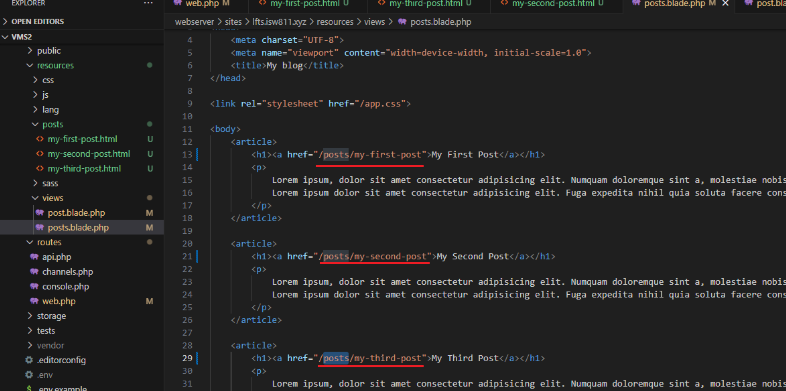 EXPLORER
···
web.php
my-first-post.html U
my-third-post.html U
my-second-post.html U
posts.blade.php M
OPEN EDITORS
webserver > sites > lfts.isw811.xyz > resources > views > posts.blade.php
VMS2
public
resources
css
js
lang
posts
my-first-post.html U
my-second-post.html U
my-third-post.html U
sass
views
post.blade.php M
posts.blade.php M
routes
api.php
channels.php
console.php
web.php M
storage
tests
vendor
.editorconfig
.env
.env.example
4 <meta charset="UTF-8">
5 <meta name="viewport" content="width=device-width, initial-scale=1.0">
6 <title>My blog</title>
7 </head>
8
9 <link rel="stylesheet" href="/app.css">
10
11 <body>
12 <article>
13 <h1><a href="/posts/my-first-post">My First Post</a></h1>
14 <p>
15 Lorem ipsum, dolor sit amet consectetur adipisicing elit. Numquam doloremque sint a, molestiae nobis
16 Lorem ipsum, dolor sit amet consectetur adipisicing elit. Fuga expedita nihil quia soluta facere cons
17 </p>
18 </article>
19
20 <article>
21 <h1><a href="/posts/my-second-post">My Second Post</a></h1>
22 <p>
23 Lorem ipsum, dolor sit amet consectetur adipisicing elit. Numquam doloremque sint a, molestiae nobis
24 Lorem ipsum, dolor sit amet consectetur adipisicing elit. Fuga expedita nihil quia soluta facere cons
25 </p>
26 </article>
27
28 <article>
29 <h1><a href="/posts/my-third-post">My Third Post</a></h1>
30 <p>
31 Lorem ipsum, dolor sit amet consectetur adipisicing elit. Numquam doloremque sint a, molestiae nobis